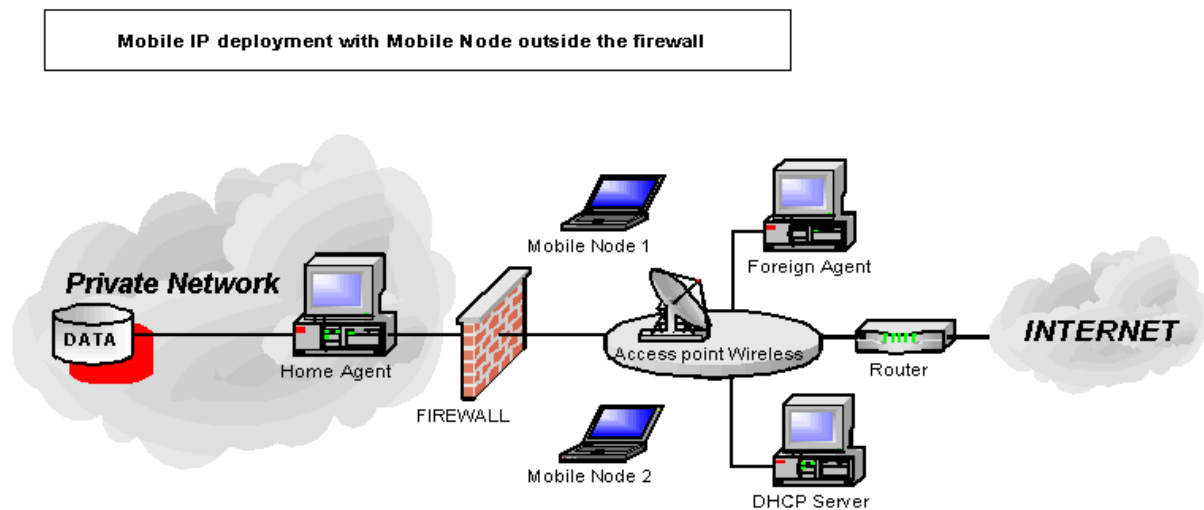 Mobile IP deployment with Mobile Node outside the firewall
Private Network
DATA
Home Agent
FIREWALL
Mobile Node 1
Foreign Agent
Access point Wireless
Router
INTERNET
Mobile Node 2
DHCP Server